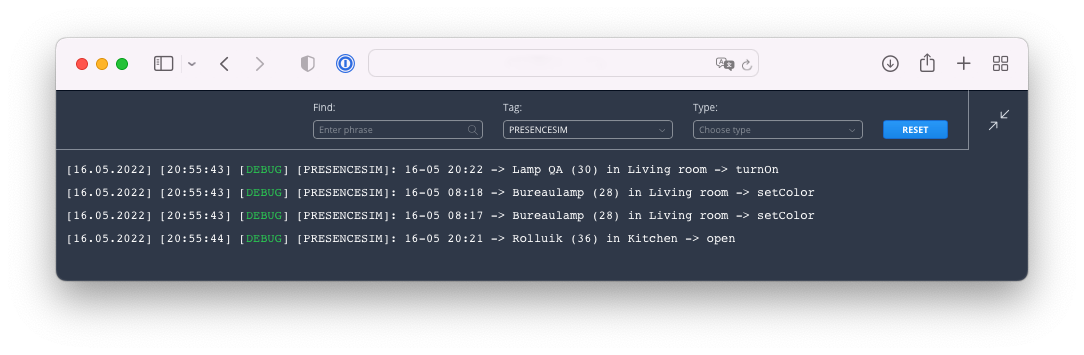 Find:
Tag:
Type:
Enter phrase
PRESENCESIM
Choose type
RESET
[16.05.2022] [20:55:43] [DEBUG] [PRESENCESIM]: 16-05 20:22 -> Lamp QA (30) in Living room -> turnOn
[16.05.2022] [20:55:43] [DEBUG] [PRESENCESIM]: 16-05 08:18 -> Bureaulamp (28) in Living room -> setColor
[16.05.2022] [20:55:43] [DEBUG] [PRESENCESIM]: 16-05 08:17 -> Bureaulamp (28) in Living room -> setColor
[16.05.2022] [20:55:44] [DEBUG] [PRESENCESIM]: 16-05 20:21 -> Rolluik (36) in Kitchen -> open